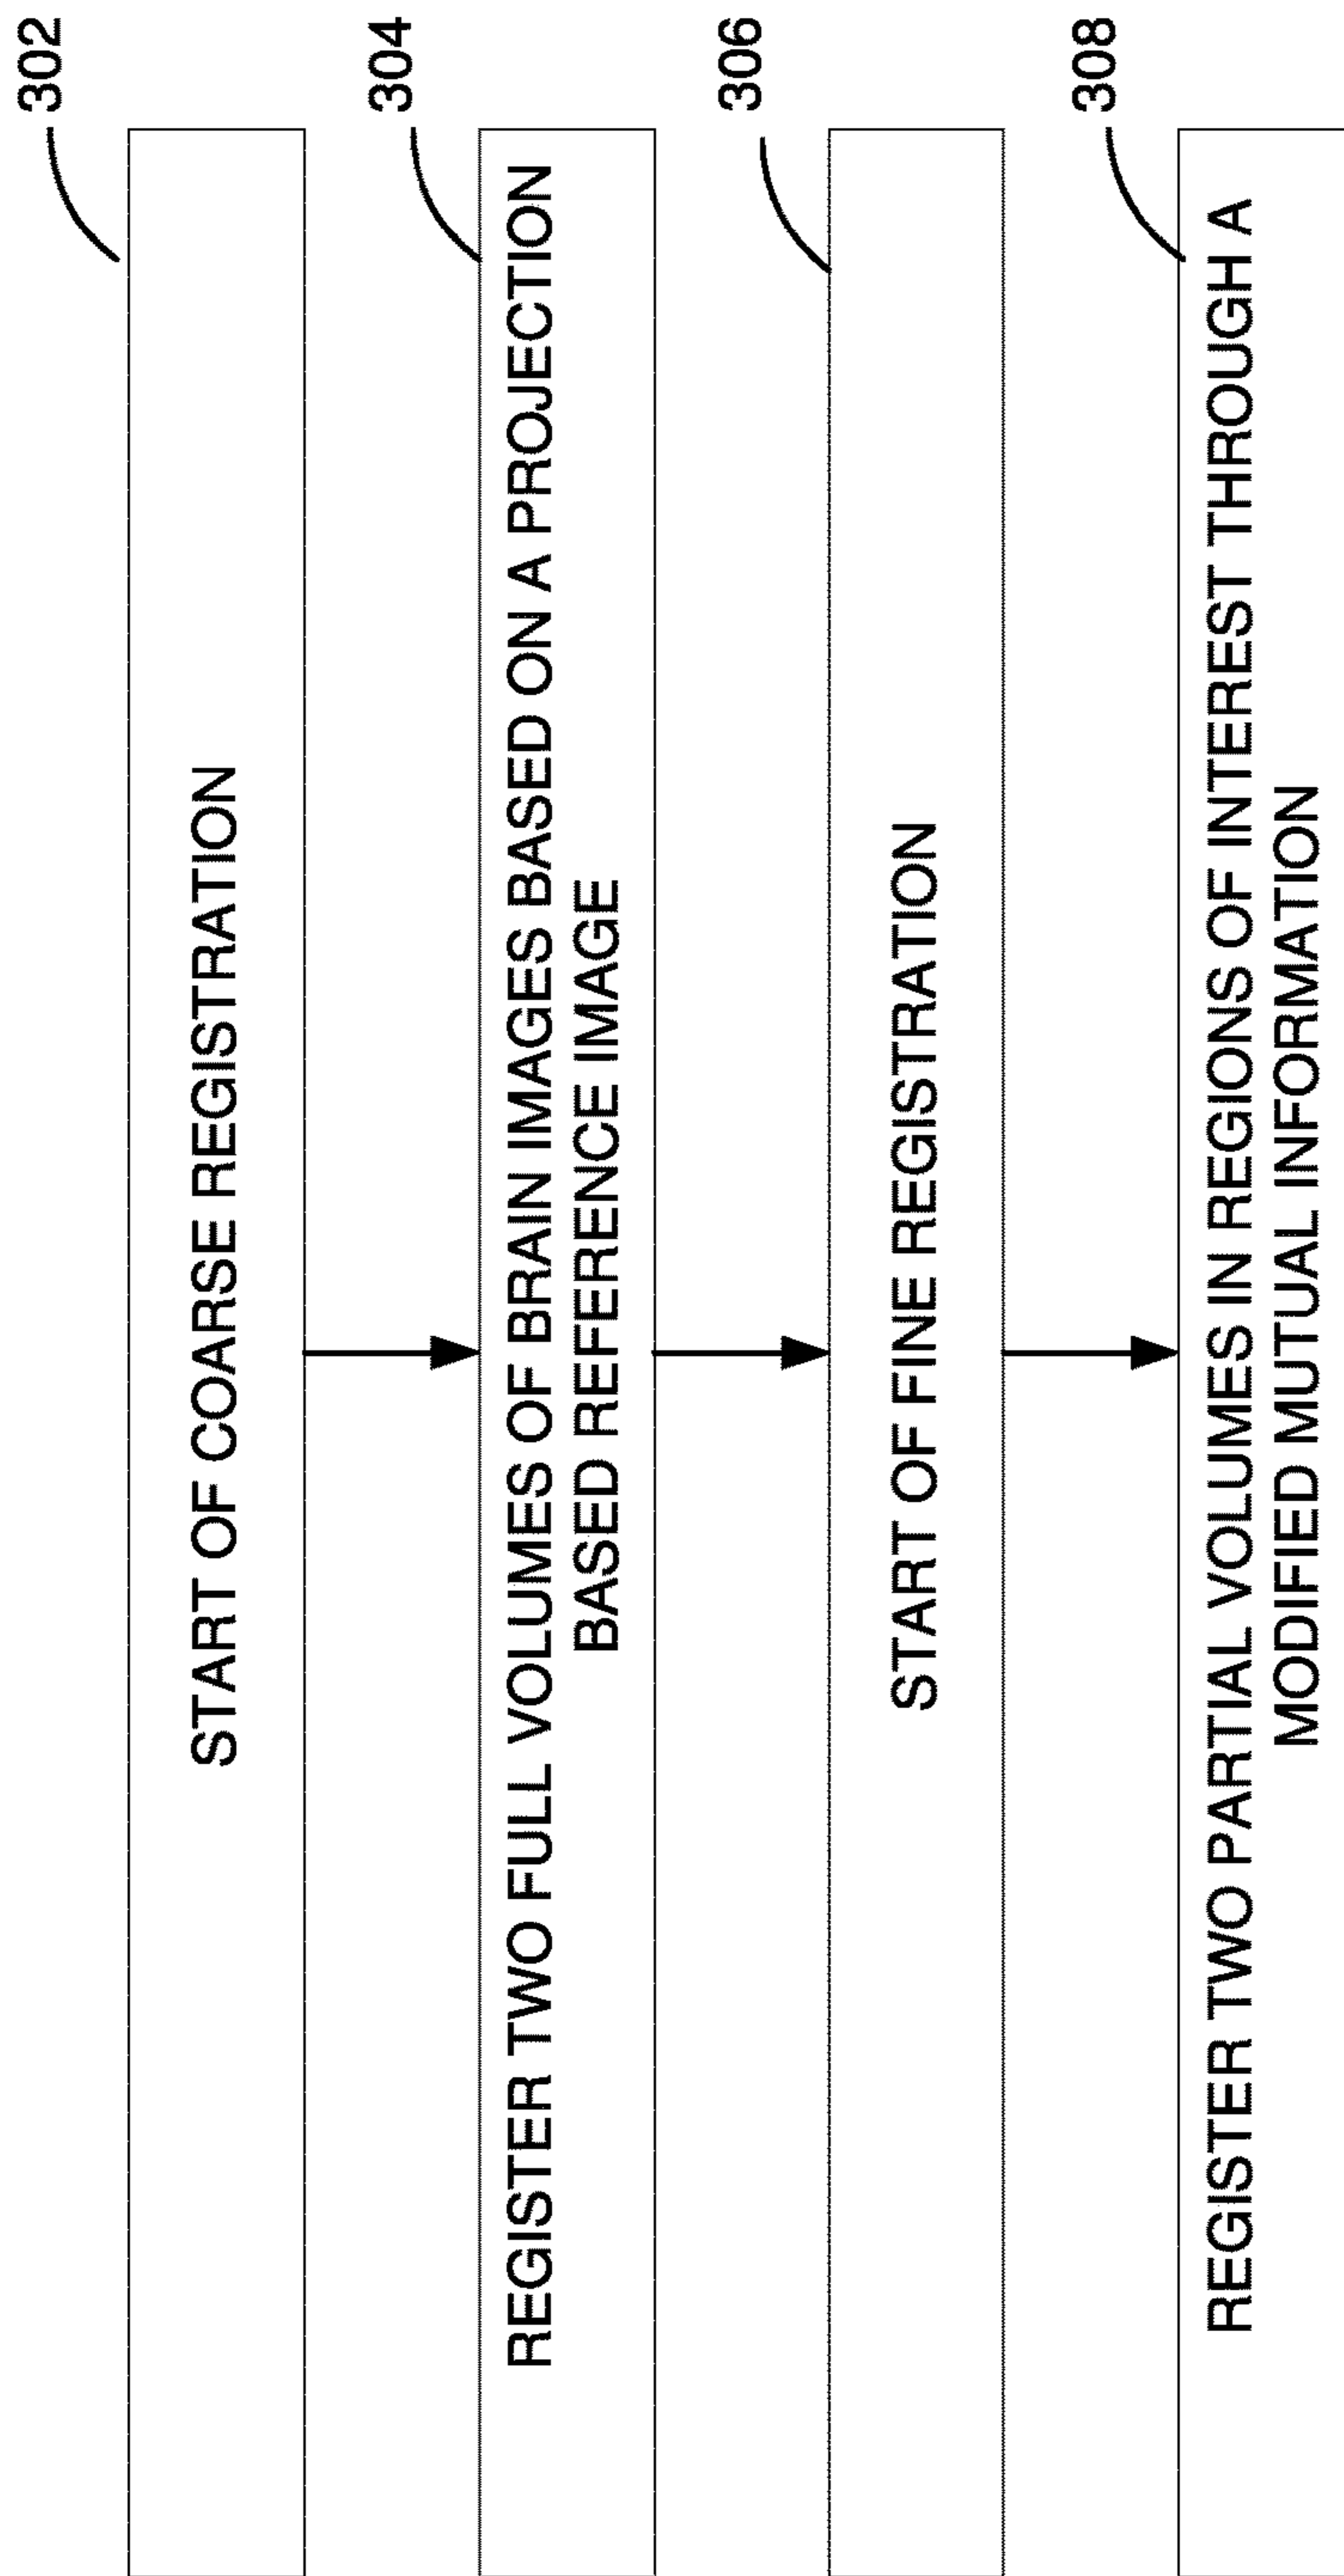 302
START OF COARSE REGISTRATION
304
REGISTER TWO FULL VOLUMES OF BRAIN IMAGES BASED ON A PROJECTION
BASED REFERENCE IMAGE
306
START OF FINE REGISTRATION
308
REGISTER TWO PARTIAL VOLUMES IN REGIONS OF INTEREST THROUGH A
MODIFIED MUTUAL INFORMATION